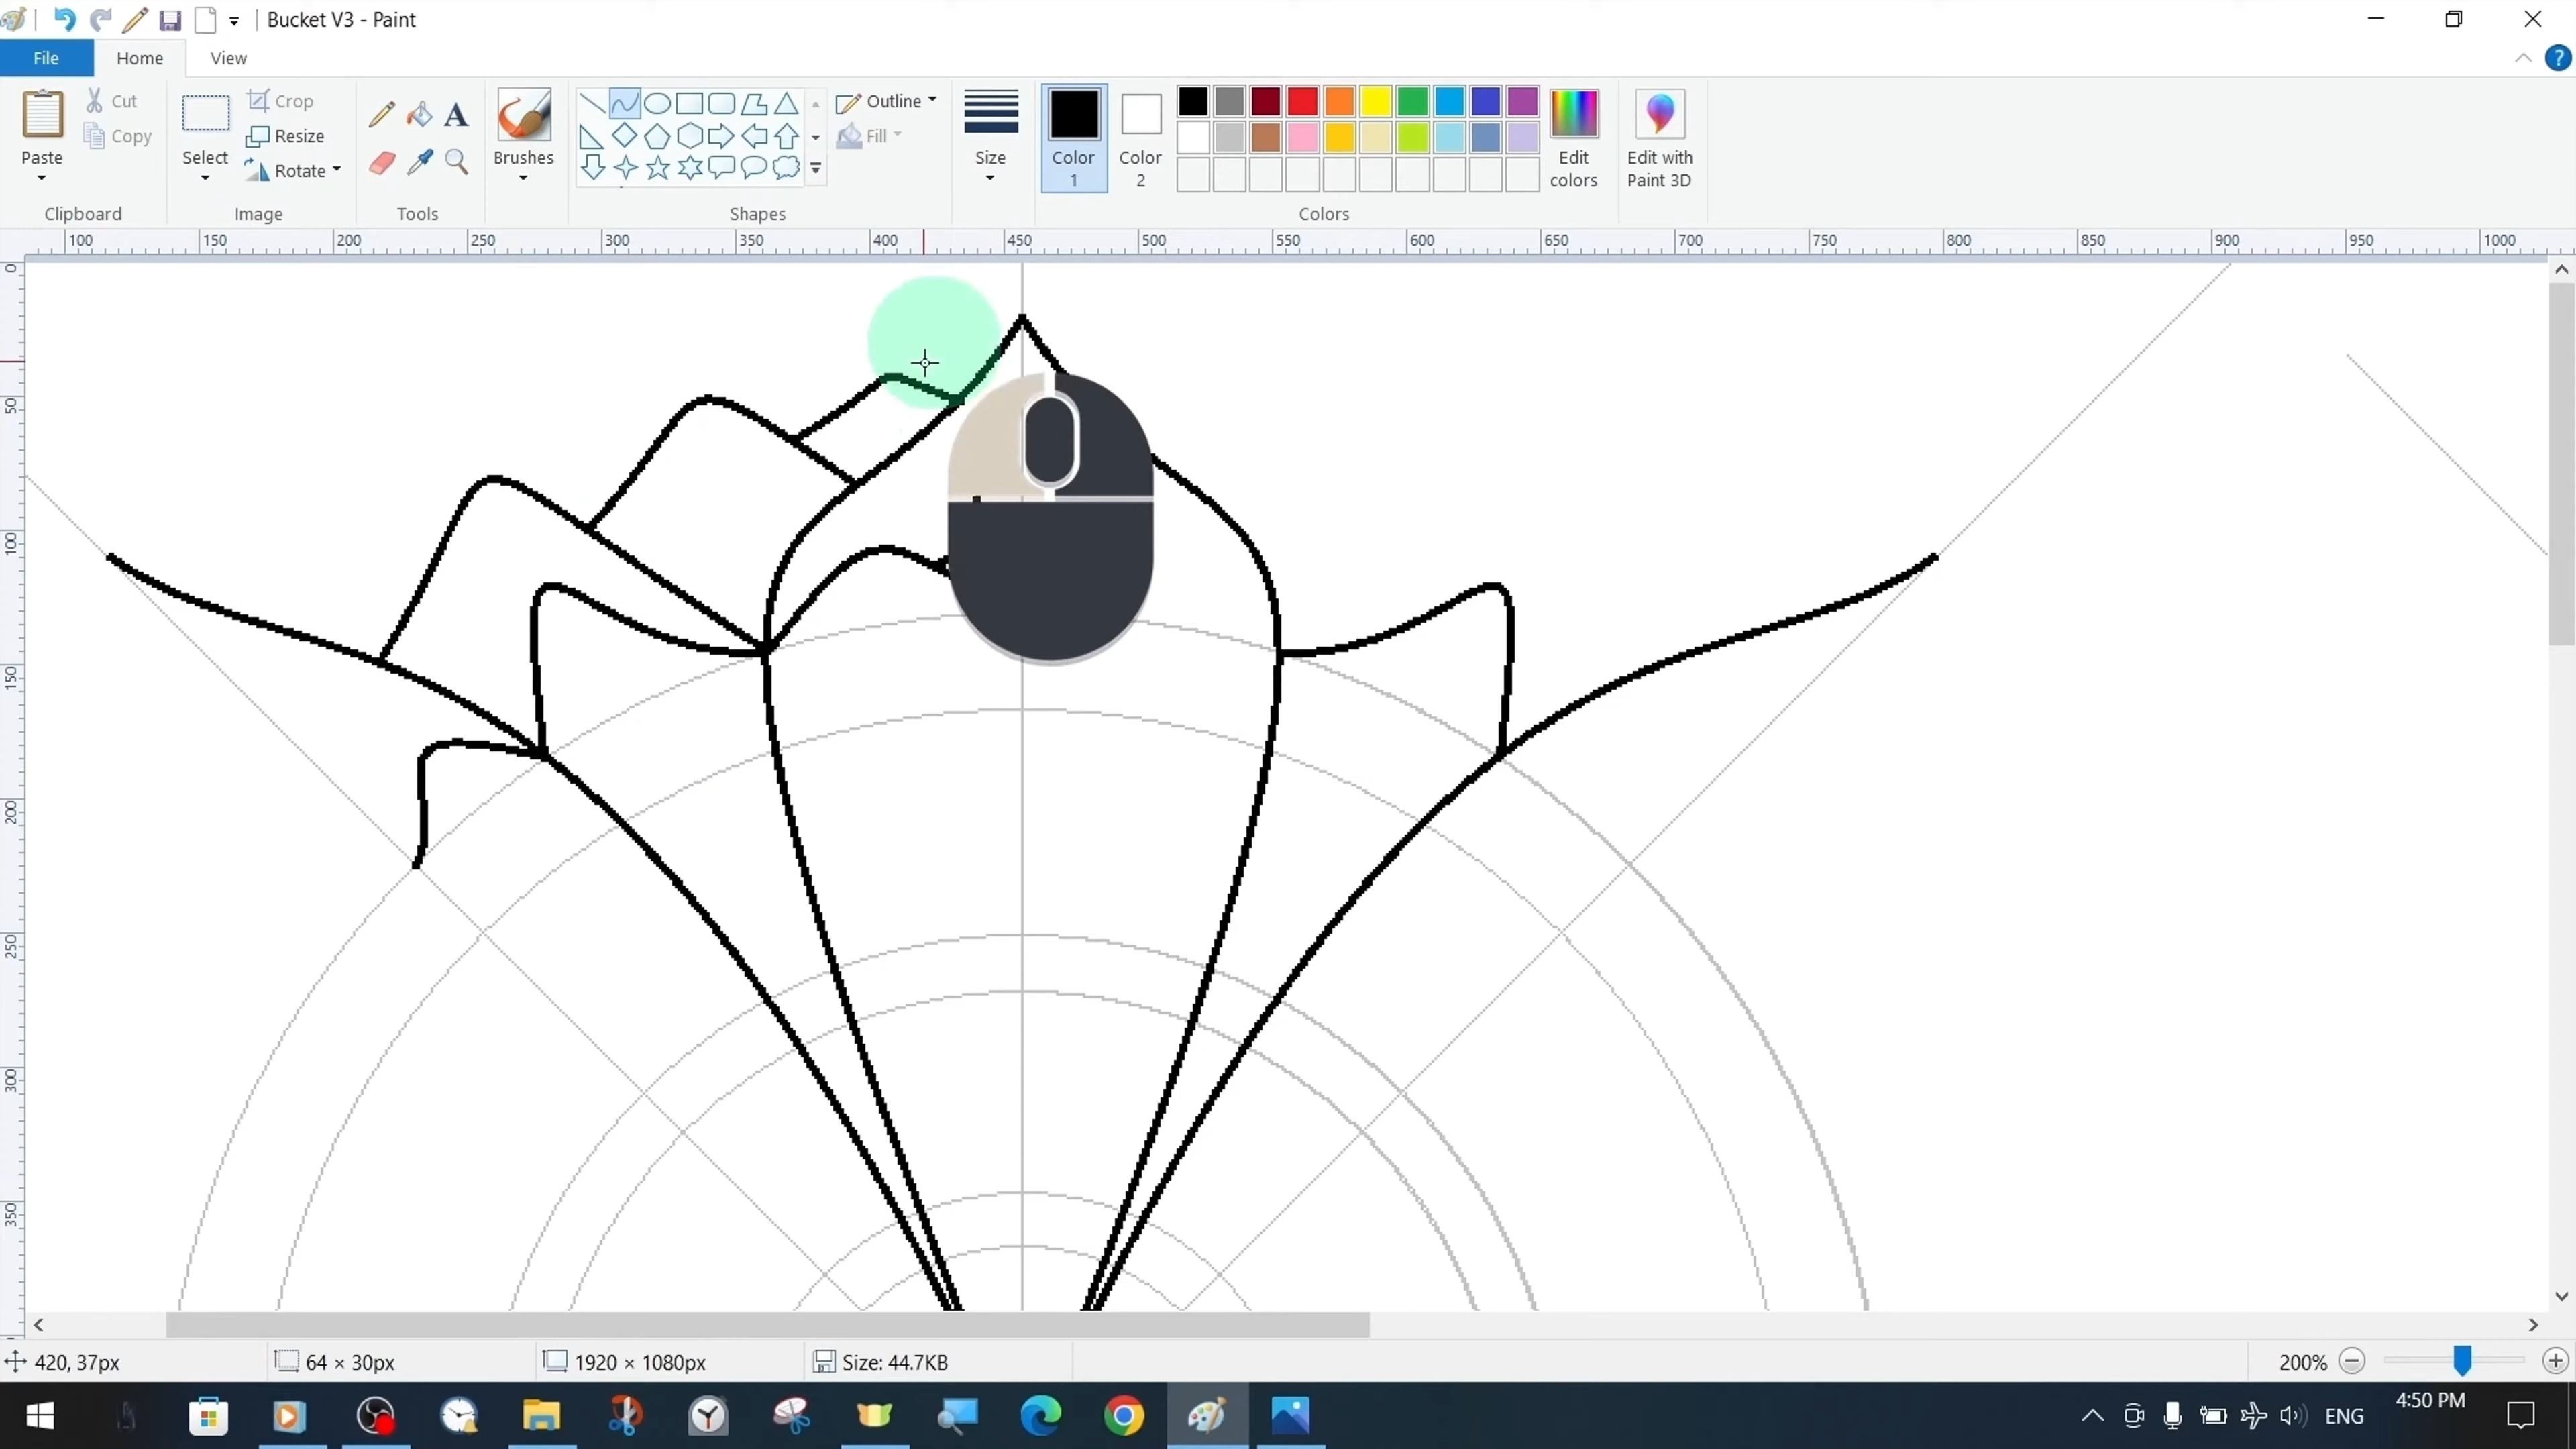 Bucket V3 - Paint
File Home View
Paste
Cut
Copy
Clipboard
Select
Crop
Resize
Rotate
Image
Tools
Brushes
Shapes
Outline
Fill
Size
Color 1
Color 2
Colors
Edit colors
Edit with Paint 3D
100 150 200 250 300 350 400 450 500 550 600 650 700 750 800 850 900 950 1000
0
50
100
150
200
250
300
350
420, 37px 64 × 30px 1920 × 1080px Size: 44.7KB 200%
ENG 4:50 PM